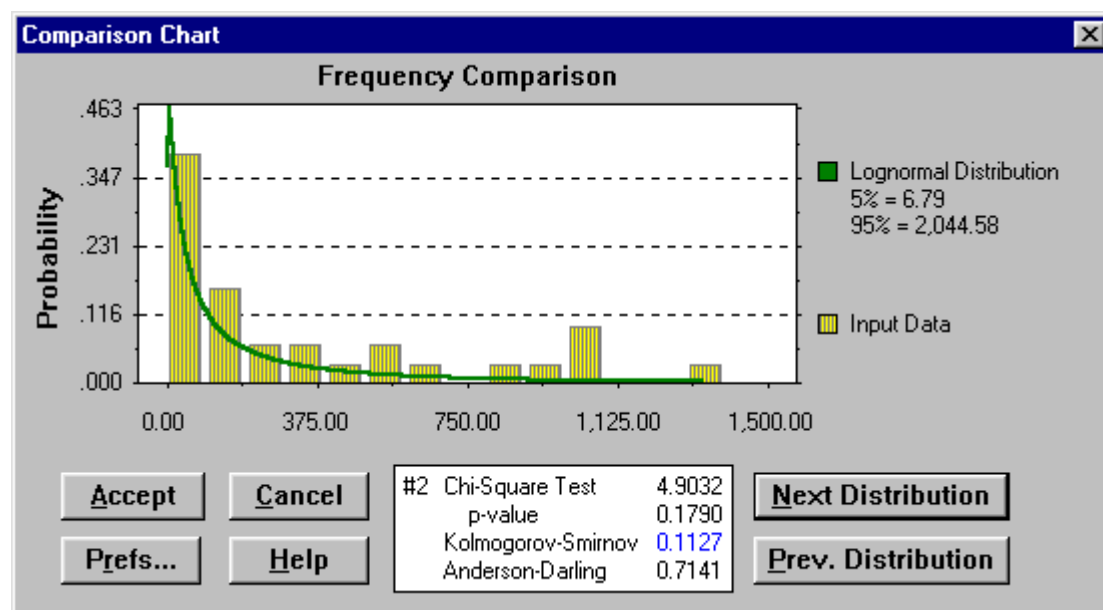 Comparison Chart
Frequency Comparison
Probability
.463
.347
.231
.116
.000
0.00 375.00 750.00 1,125.00 1,500.00
Lognormal Distribution
5% = 6.79
95% = 2,044.58
Input Data
Accept
Cancel
Prefs...
Help
#2 Chi-Square Test 4.9032
p-value 0.1790
Kolmogorov-Smirnov 0.1127
Anderson-Darling 0.7141
Next Distribution
Prev. Distribution